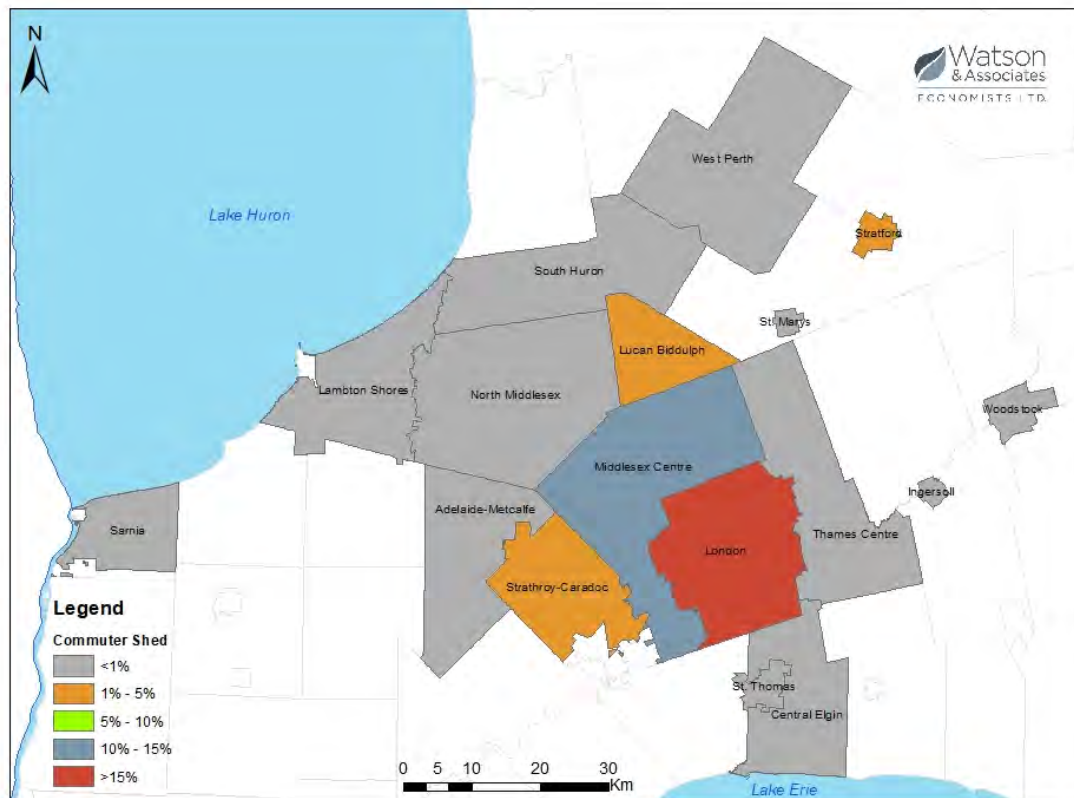 N
Watson
& Associates
ECONOMISTS LTD.
West Perth
Lake Huron
Stratford
South Huron
St. Marys
Lucan Biddulph
Lambton Shores
North Middlesex
Woodstock
Middlesex Centre
Ingersoll
Adelaide-Metcalfe
Sarnia
Thames Centre
London
Strathroy-Caradoc
Legend
Commuter Shed
<1%
1% - 5%
5% - 10%
10% - 15%
>15%
St. Thomas
Central Elgin
0 5 10 20 30
Km
Lake Erie